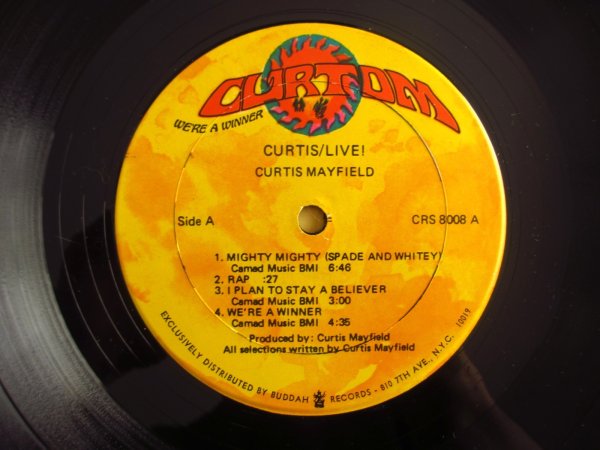 CURTOM
WE'RE A WINNER
CURTIS/LIVE!
CURTIS MAYFIELD
Side A
CRS 8008 A
1. MIGHTY MIGHTY (SPADE AND WHITEY)
Camad Music BMI 6:46
2. RAP :27
3. I PLAN TO STAY A BELIEVER
Camad Music BMI 3:00
4. WE'RE A WINNER
Camad Music BMI 4:35
Produced by: Curtis Mayfield
All selections written by Curtis Mayfield
EXCLUSIVELY DISTRIBUTED BY BUDDAH RECORDS - 810 7TH AVE., N.Y.C. 10019